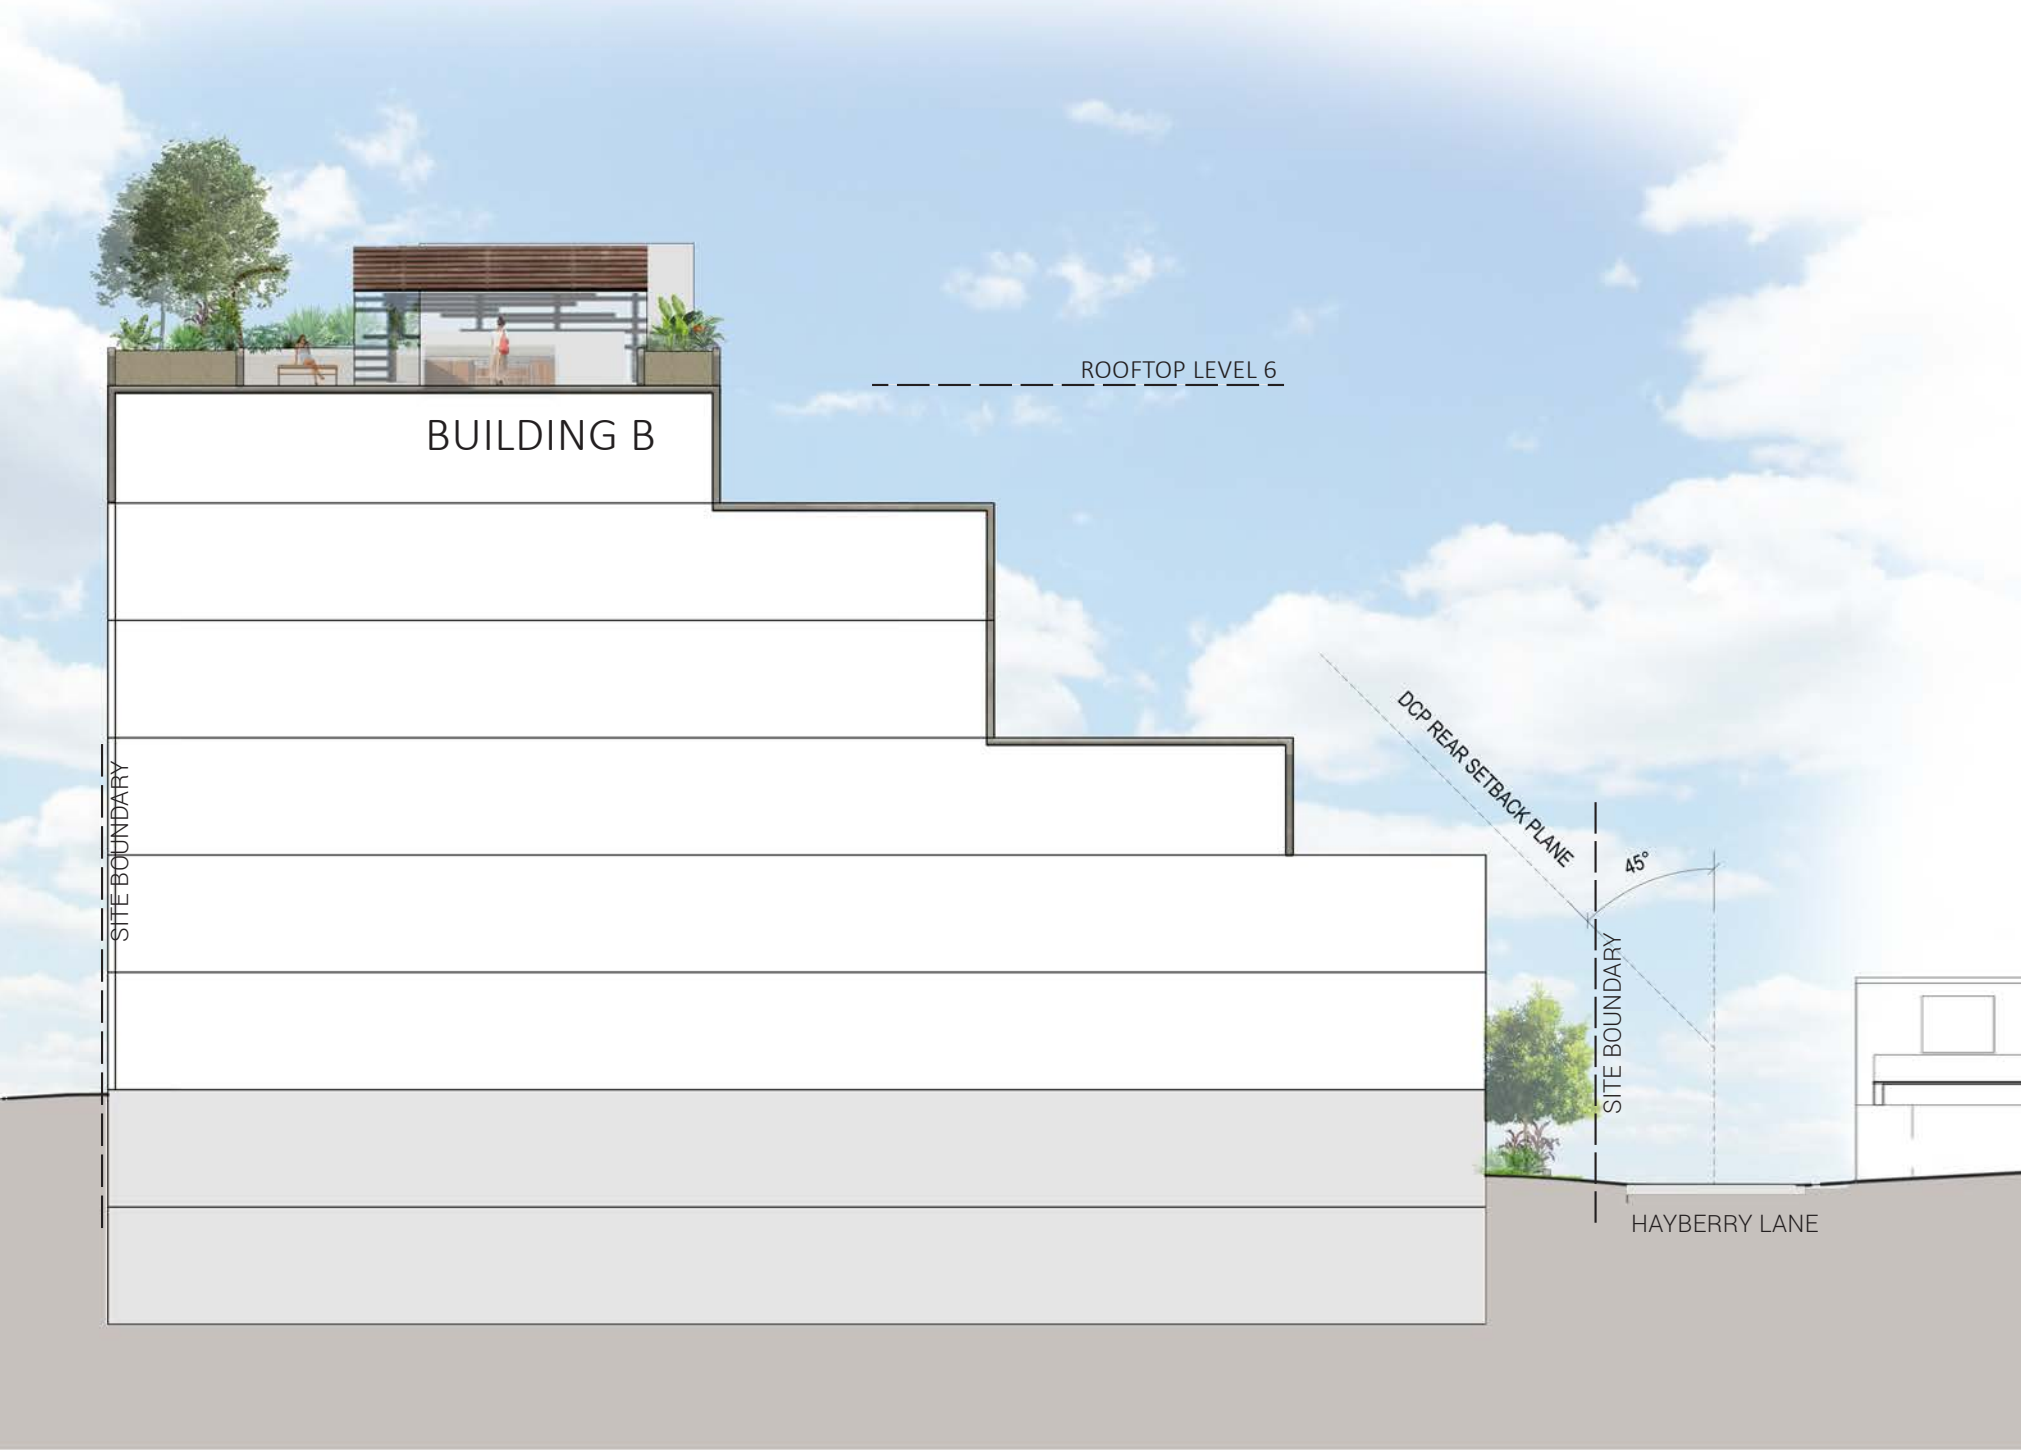 ROOFTOP LEVEL 6
BUILDING B
DCP REAR SETBACK PLANE
45°
SITE BOUNDARY
SITE BOUNDARY
HAYBERRY LANE